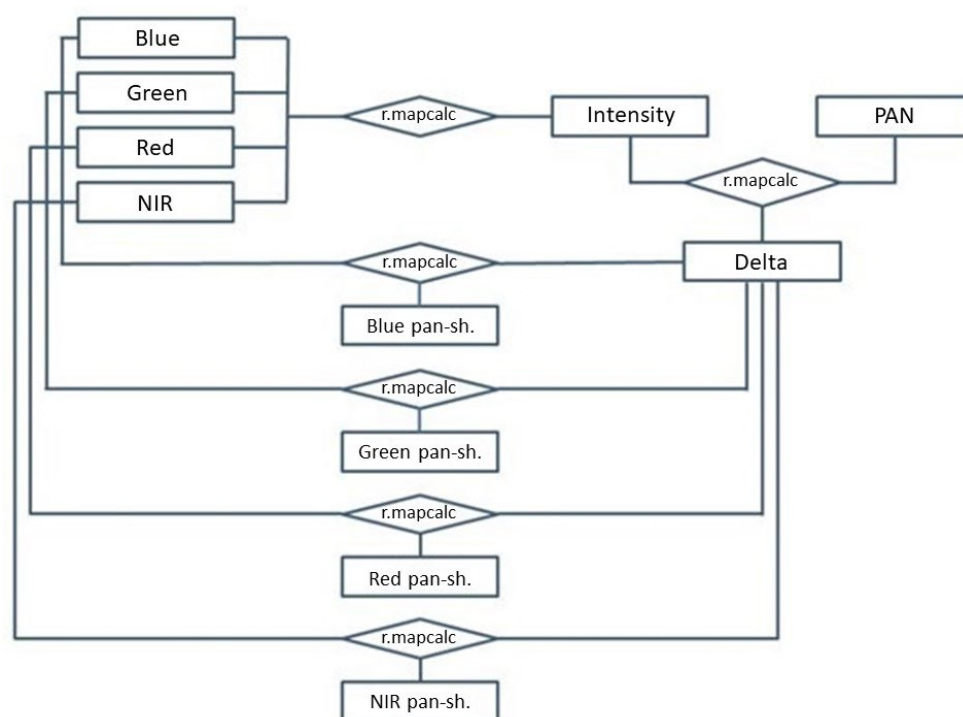 Blue
Green
Red
NIR
r.mapcalc
Intensity
PAN
r.mapcalc
r.mapcalc
Delta
Blue pan-sh.
r.mapcalc
Green pan-sh.
r.mapcalc
Red pan-sh.
r.mapcalc
NIR pan-sh.